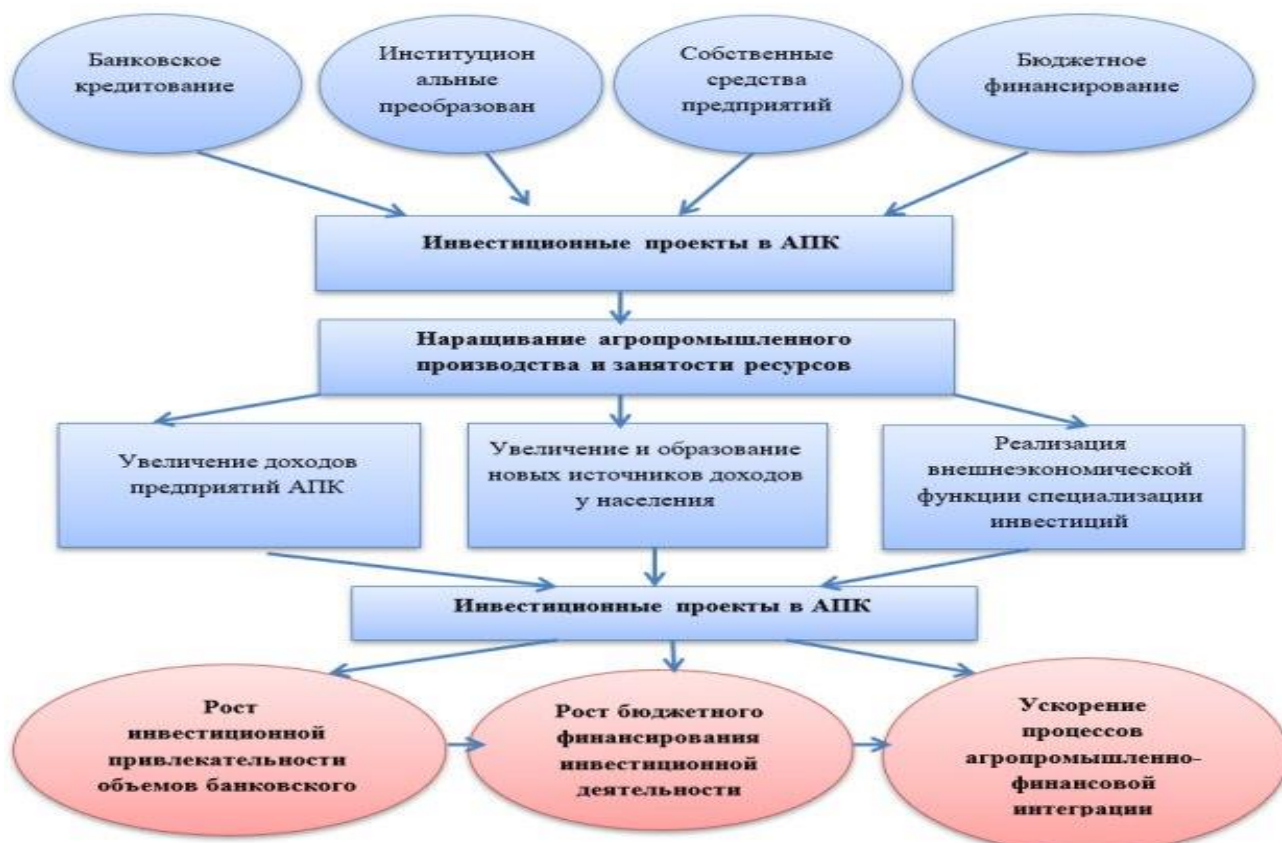 Банковское
кредитование
Институцион
альные
преобразован
Собственные
средства
предприятий
Бюджетное
финансирование
Инвестиционные проекты в АПК
Наращивание агропромышленного
производства и занятости ресурсов
Увеличение доходов
предприятий АПК
Увеличение и образование
новых источников доходов
у населения
Реализация
внешнеэкономической
функции специализации
инвестиций
Инвестиционные проекты в АПК
Рост
инвестиционной
привлекательности
объемов банковского
Рост бюджетного
финансирования
инвестиционной
деятельности
Ускорение
процессов
агропромышленно-
финансовой
интеграции